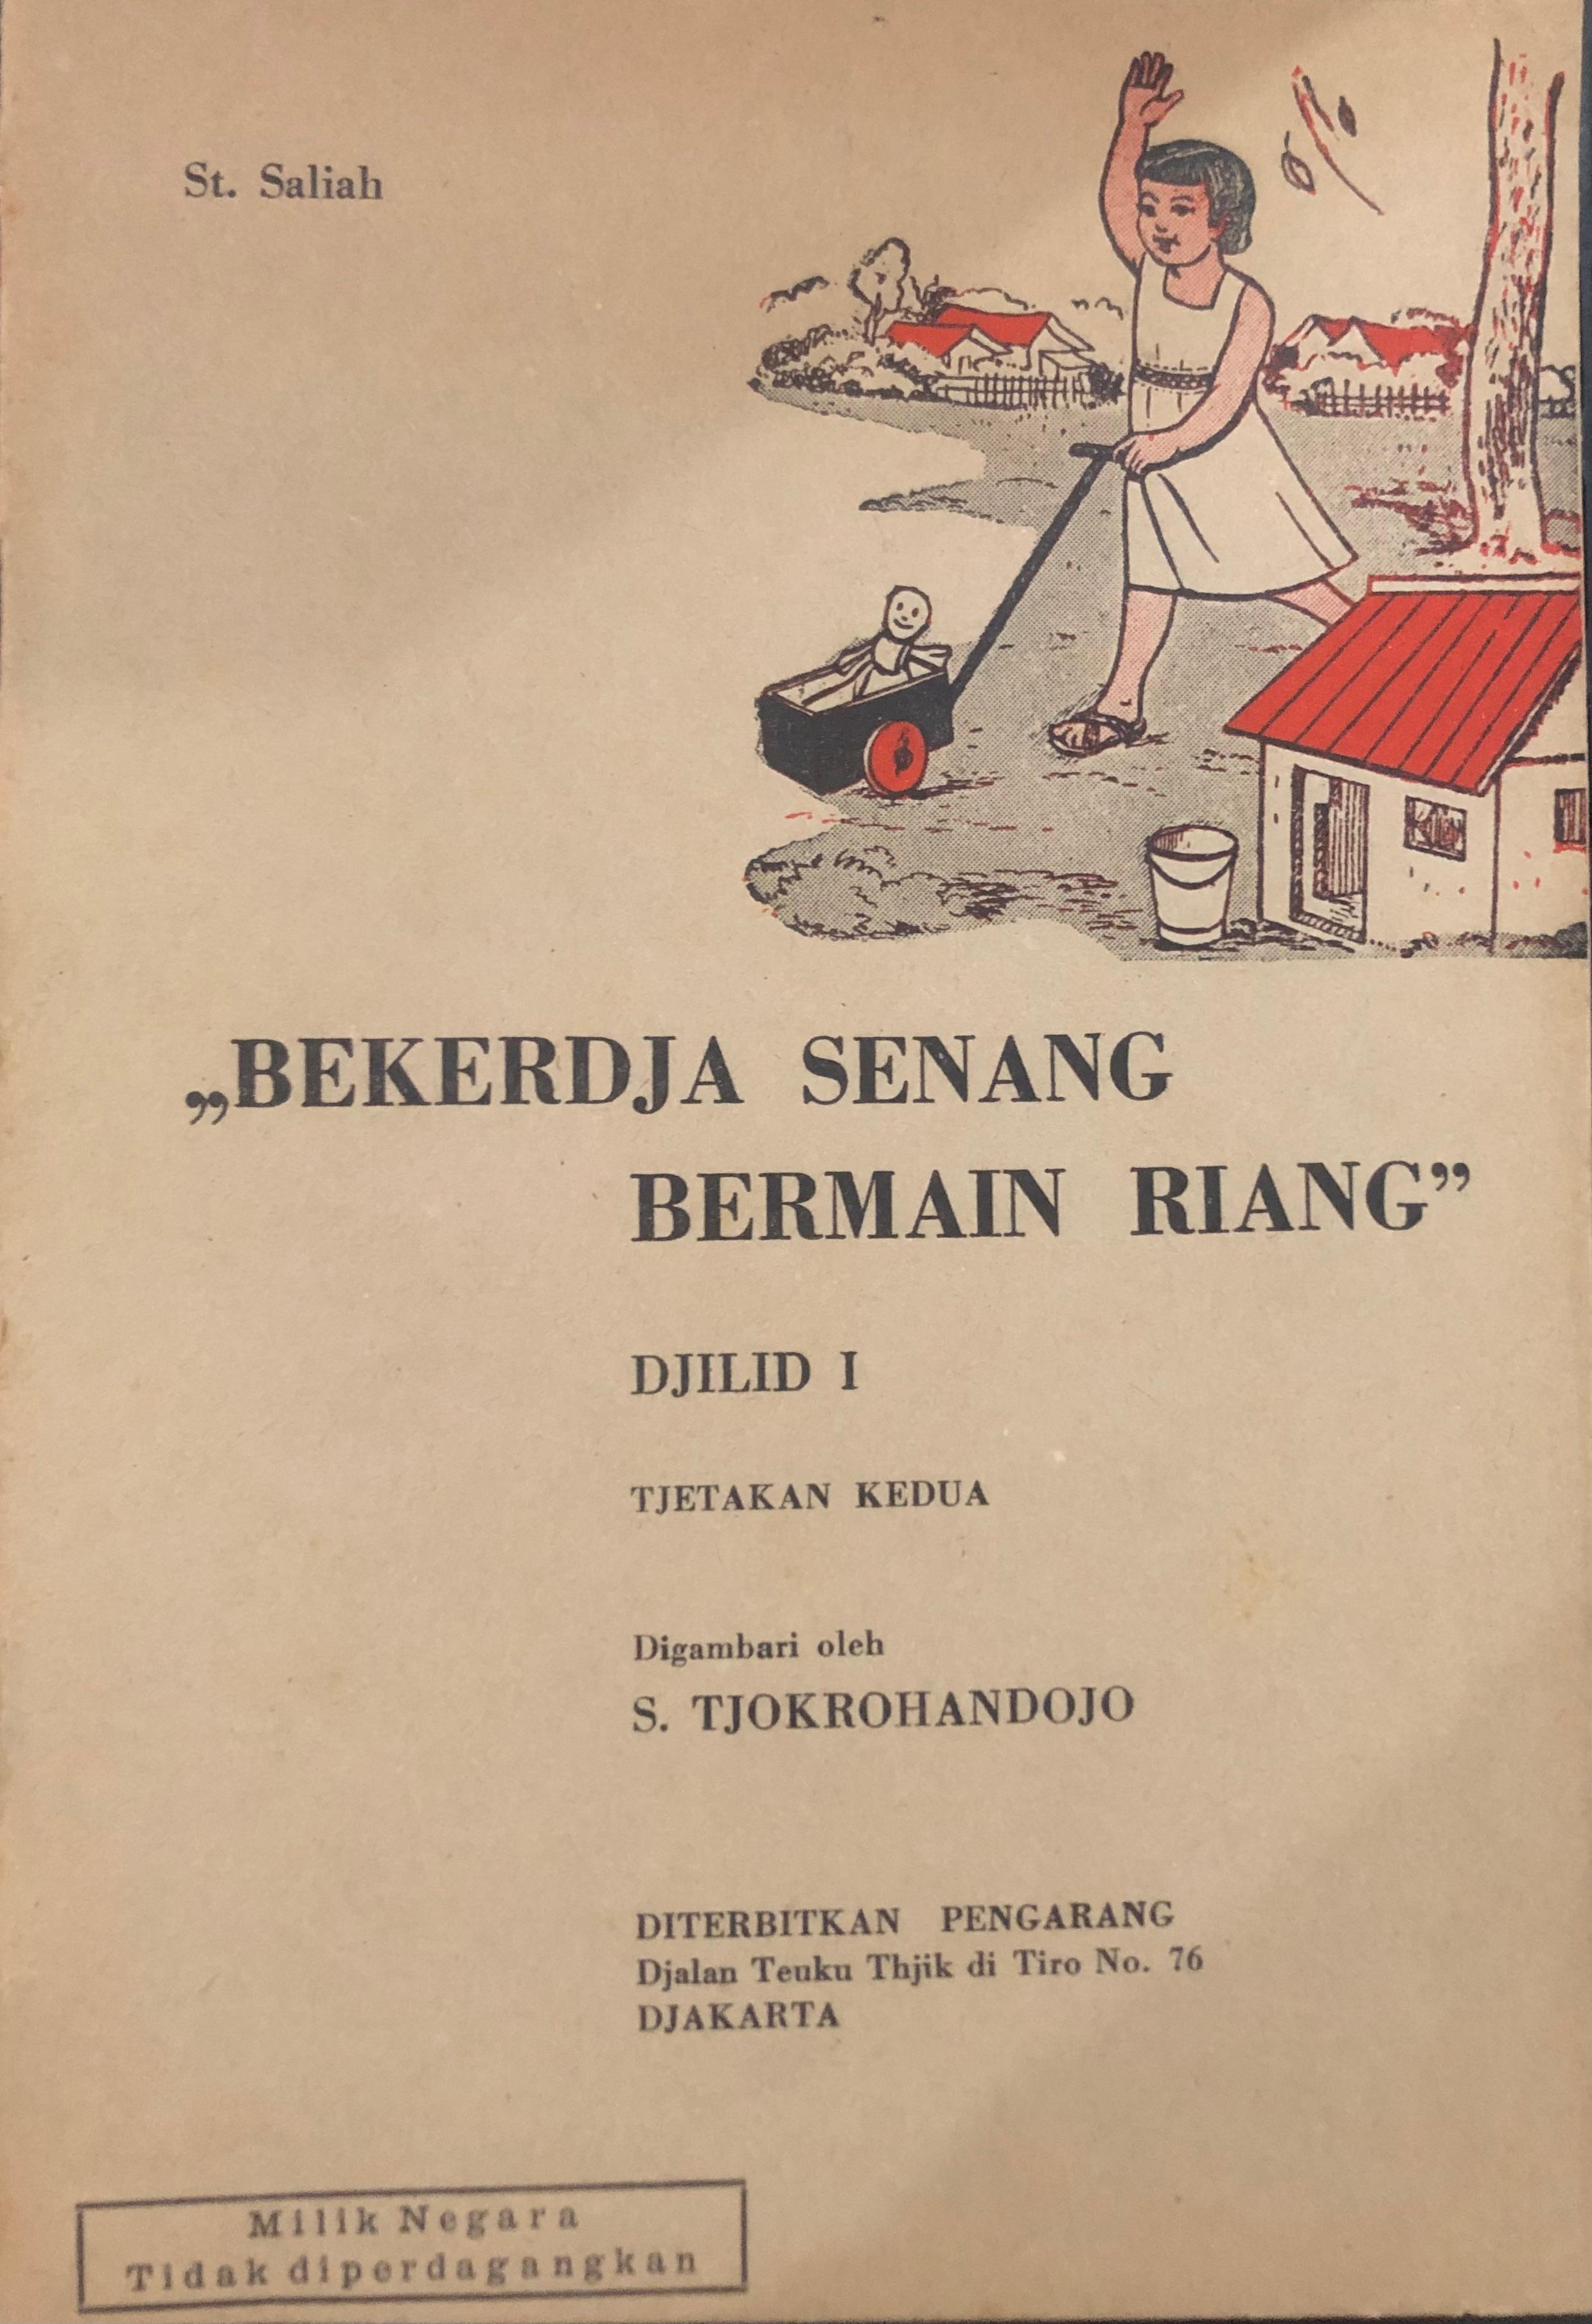 St. Saliah
„BEKERDJA SENANG
BERMAIN RIANG”
DJILID I
TJETAKAN KEDUA
Digambari oleh
S. TJOKROHANDOJO
DITERBITKAN PENGARANG
Djalan Teuku Thjik di Tiro No. 76
DJAKARTA
Milik Negara
Tidak diperdagangkan